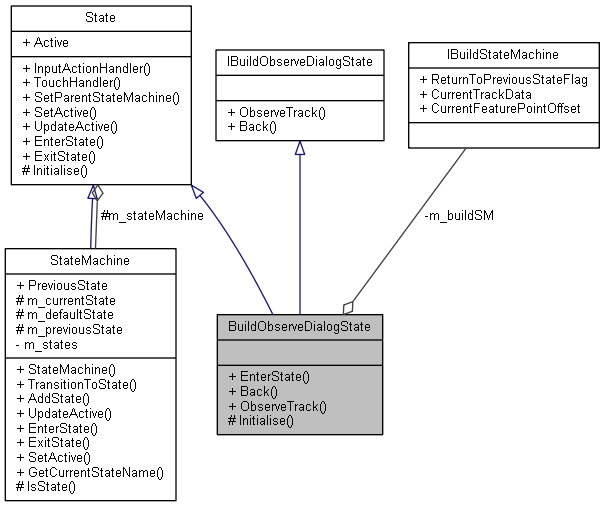 State
+ Active
+ InputActionHandler()
+ TouchHandler()
+ SetParentStateMachine()
+ SetActive()
+ UpdateActive()
+ EnterState()
+ ExitState()
# Initialise()
IBuildObserveDialogState
+ ObserveTrack()
+ Back()
IBuildStateMachine
+ ReturnToPreviousStateFlag
+ CurrentTrackData
+ CurrentFeaturePointOffset
#m_stateMachine
-m_buildSM
StateMachine
+ PreviousState
# m_currentState
# m_defaultState
# m_previousState
- m_states
+ StateMachine()
+ TransitionToState()
+ AddState()
+ UpdateActive()
+ EnterState()
+ ExitState()
+ SetActive()
+ GetCurrentStateName()
# IsState()
BuildObserveDialogState
+ EnterState()
+ Back()
+ ObserveTrack()
# Initialise()